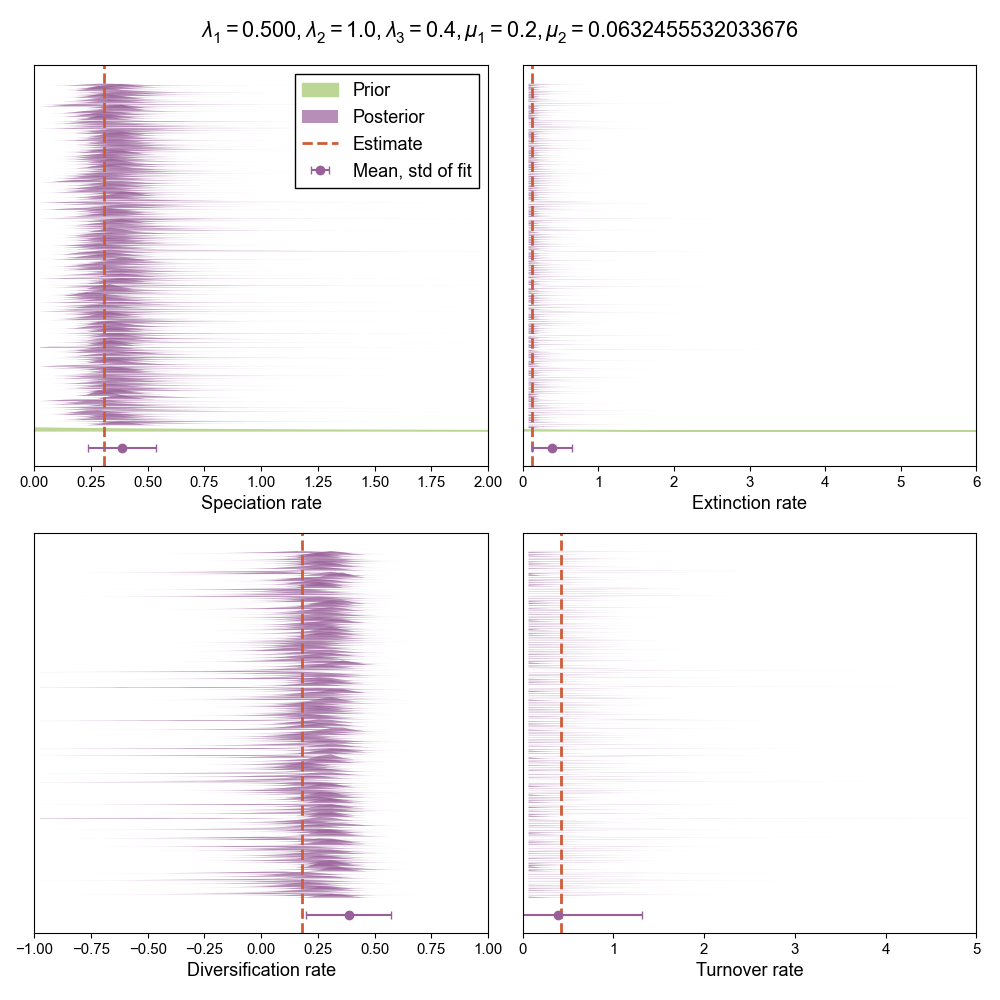 λ₁ = 0.500, λ₂ = 1.0, λ₃ = 0.4, μ₁ = 0.2, μ₂ = 0.0632455532033676
Prior
Posterior
Estimate
Mean, std of fit
0.00 0.25 0.50 0.75 1.00 1.25 1.50 1.75 2.00
Speciation rate
0 1 2 3 4 5 6
Extinction rate
−1.00 −0.75 −0.50 −0.25 0.00 0.25 0.50 0.75 1.00
Diversification rate
0 1 2 3 4 5
Turnover rate